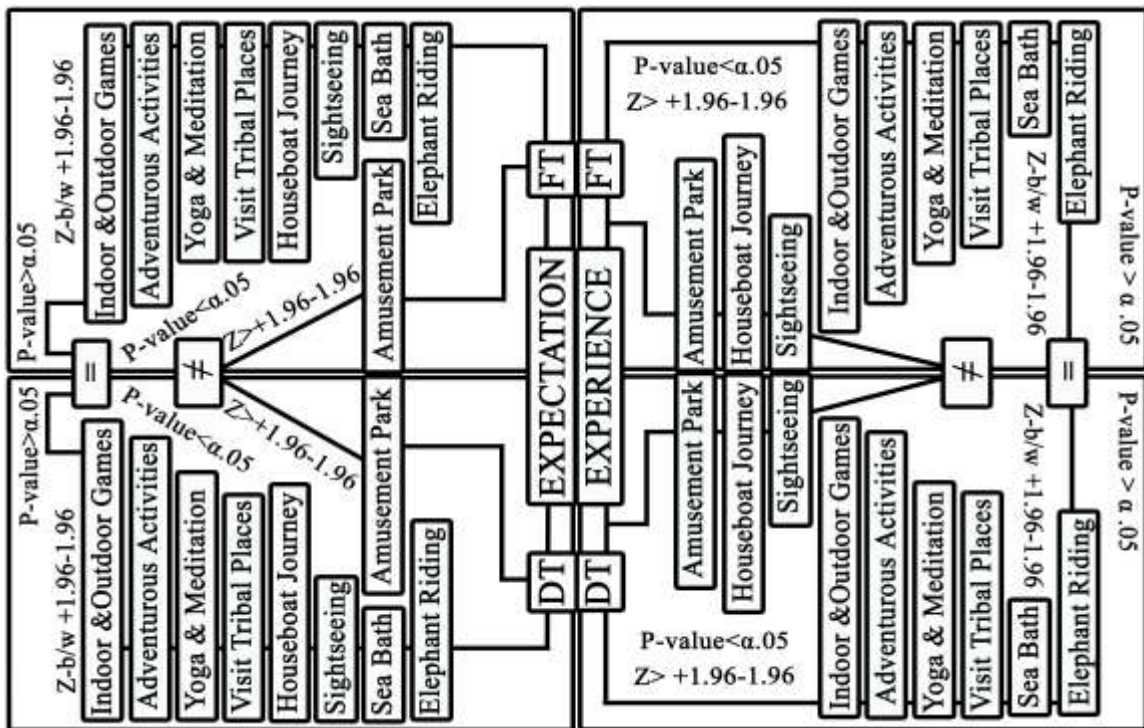 P-value>α.05
Z-b/w +1.96-1.96
Indoor &Outdoor Games
Adventurous Activities
Yoga & Meditation
Visit Tribal Places
Houseboat Journey
Sightseeing
Sea Bath
Elephant Riding
Amusement Park
FT
=
≠
P-value<α.05
Z>+1.96-1.96
P-value>α.05
Z-b/w +1.96-1.96
Indoor &Outdoor Games
Adventurous Activities
Yoga & Meditation
Visit Tribal Places
Houseboat Journey
Sightseeing
Sea Bath
Elephant Riding
Amusement Park
DT
P-value<α.05
Z>+1.96-1.96
EXPECTATION
EXPERIENCE
FT
P-value<α.05
Z> +1.96-1.96
Amusement Park
Houseboat Journey
Sightseeing
Indoor &Outdoor Games
Adventurous Activities
Yoga & Meditation
Visit Tribal Places
Sea Bath
Elephant Riding
Z-b/w +1.96-1.96
P-value > α .05
≠
=
DT
P-value<α.05
Z> +1.96-1.96
Amusement Park
Houseboat Journey
Sightseeing
Indoor &Outdoor Games
Adventurous Activities
Yoga & Meditation
Visit Tribal Places
Sea Bath
Elephant Riding
Z-b/w +1.96-1.96
P-value > α .05